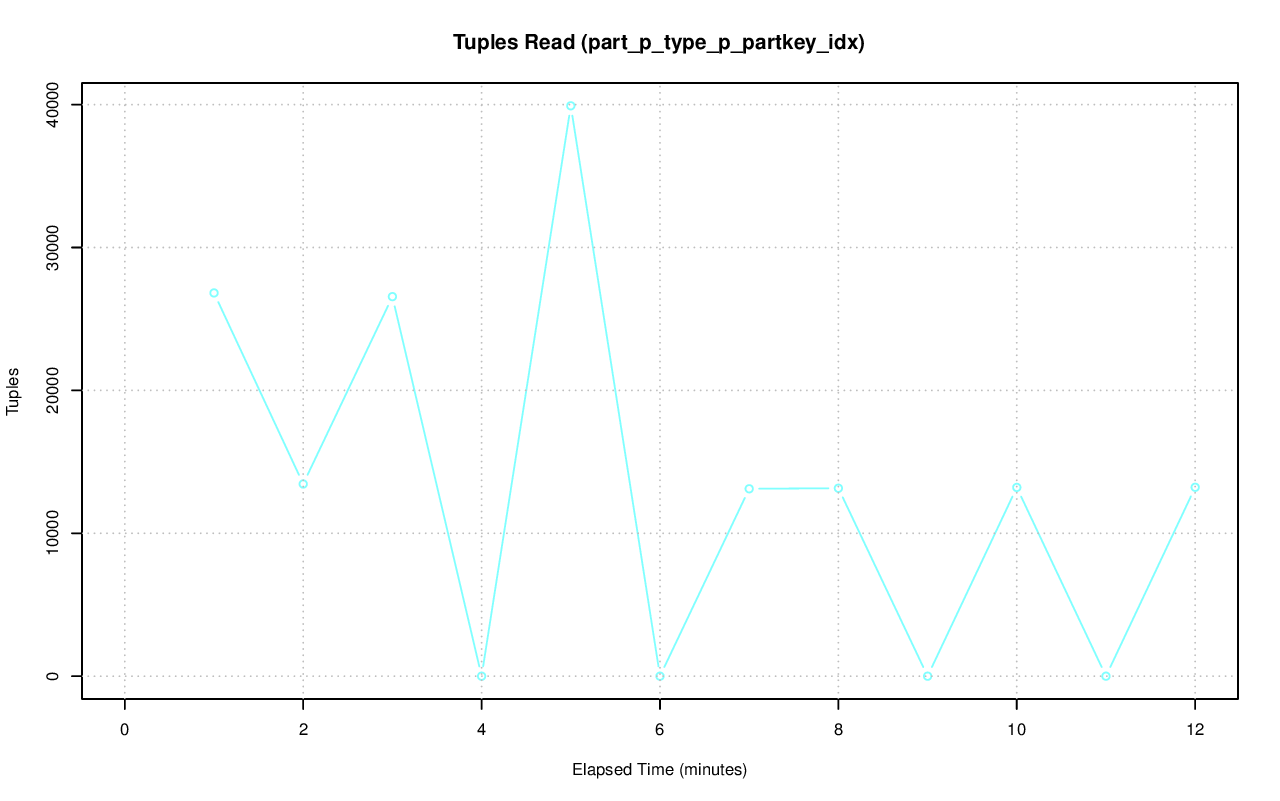 Tuples Read (part_p_type_p_partkey_idx)
40000
30000
20000
10000
0
Tuples
0 2 4 6 8 10 12
Elapsed Time (minutes)